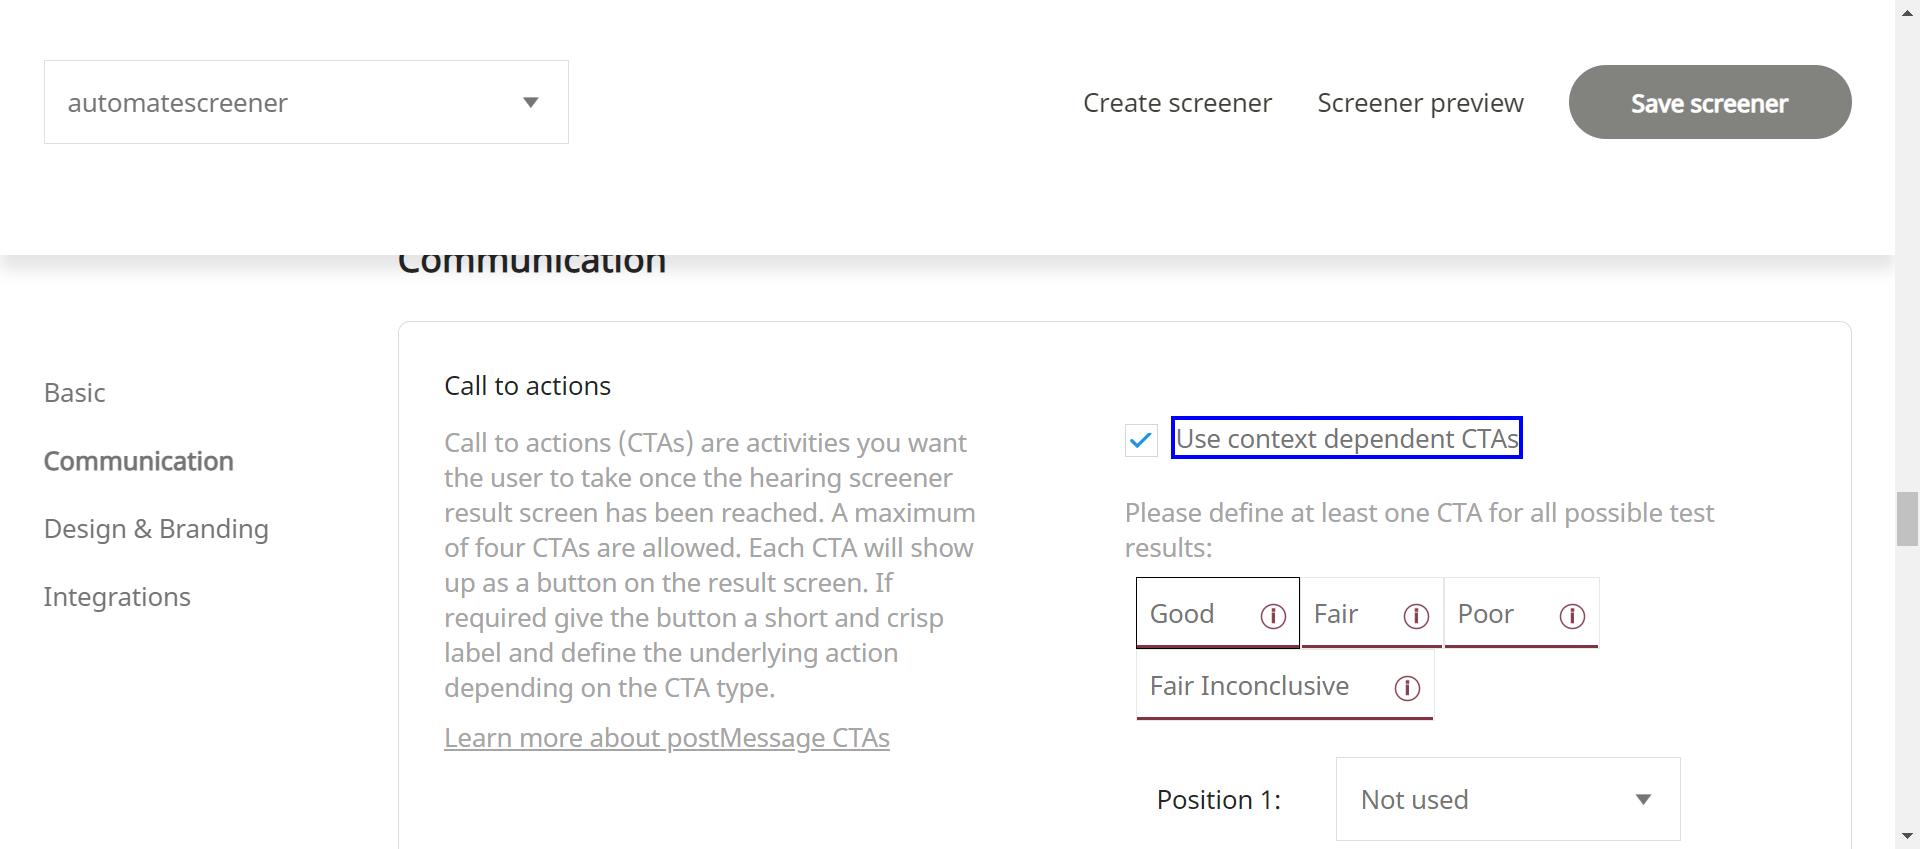 automatescreener
Create screener
Screener preview
Save screener
Communication
Basic
Communication
Design & Branding
Integrations
Call to actions
Call to actions (CTAs) are activities you want
the user to take once the hearing screener
result screen has been reached. A maximum
of four CTAs are allowed. Each CTA will show
up as a button on the result screen. If
required give the button a short and crisp
label and define the underlying action
depending on the CTA type.
Learn more about postMessage CTAs
Use context dependent CTAs
Please define at least one CTA for all possible test
results:
Good
Fair
Poor
Fair Inconclusive
Position 1:
Not used